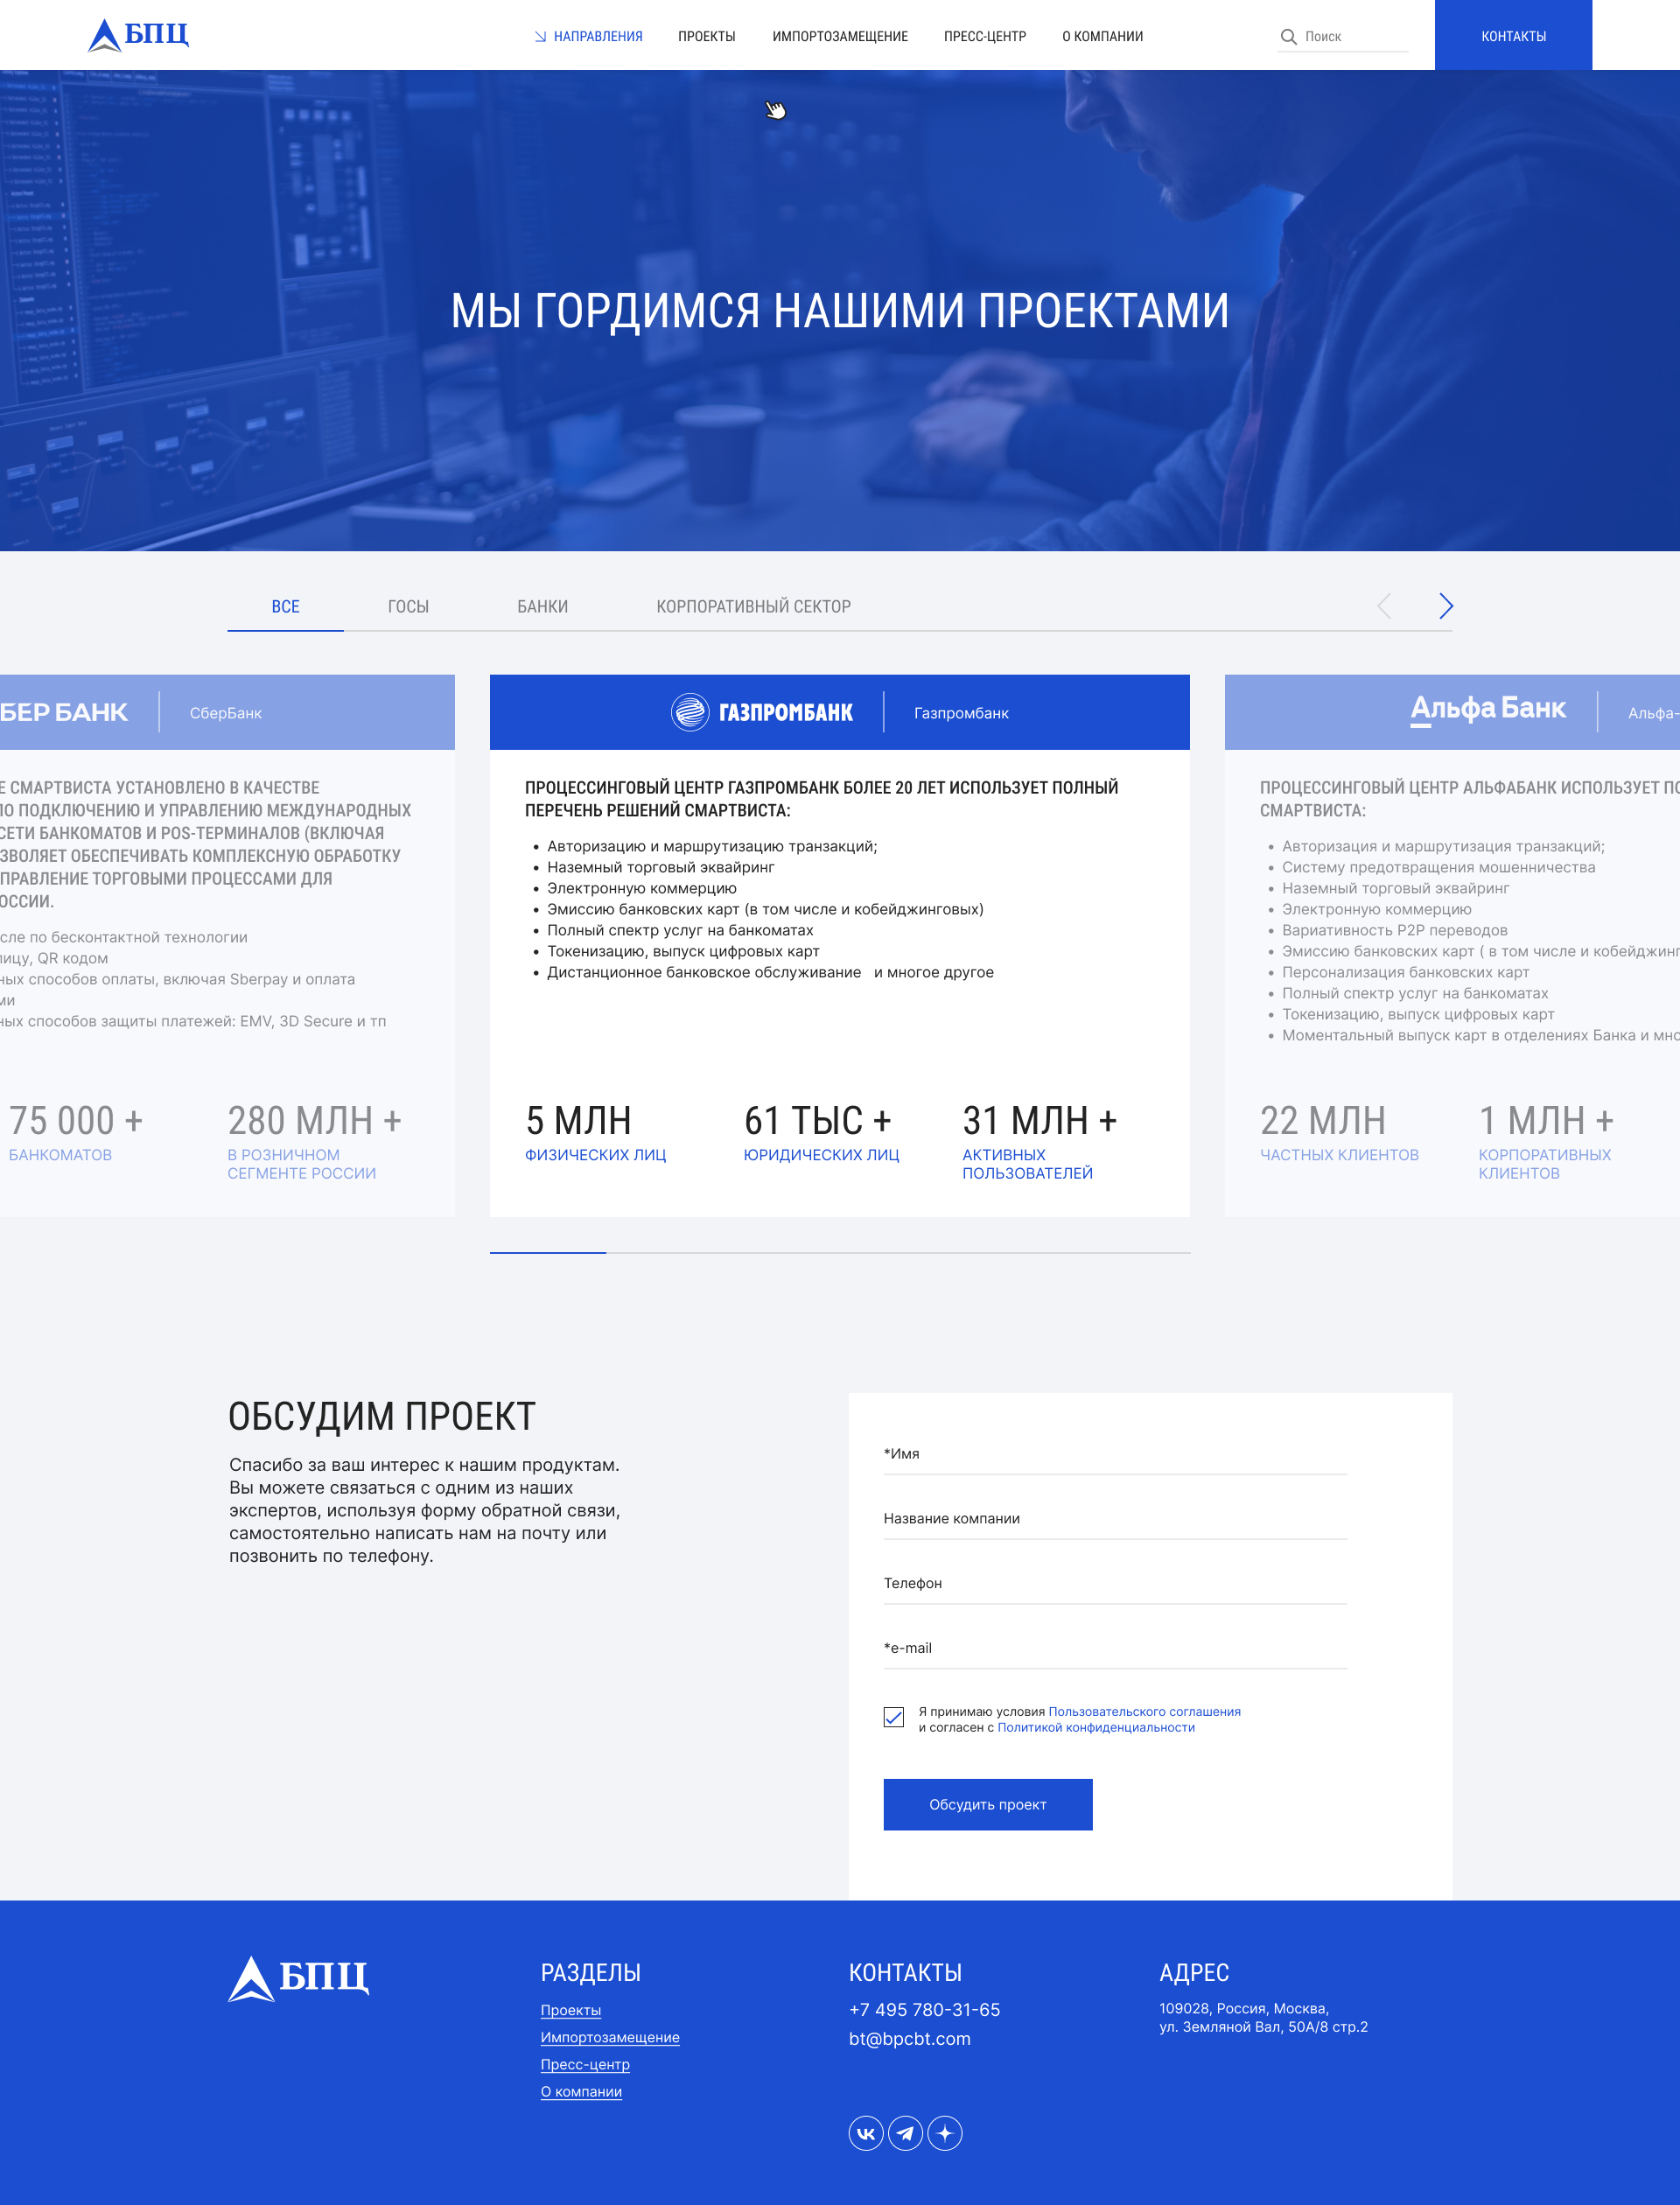 БПЦ
НАПРАВЛЕНИЯ
ПРОЕКТЫ
ИМПОРТОЗАМЕЩЕНИЕ
ПРЕСС-ЦЕНТР
О КОМПАНИИ
Поиск
КОНТАКТЫ
МЫ ГОРДИМСЯ НАШИМИ ПРОЕКТАМИ
ВСЕ
ГОСЫ
БАНКИ
КОРПОРАТИВНЫЙ СЕКТОР
БЕР БАНК
СберБанк
Е СМАРТВИСТА УСТАНОВЛЕНО В КАЧЕСТВЕ
ПО ПОДКЛЮЧЕНИЮ И УПРАВЛЕНИЮ МЕЖДУНАРОДНЫХ
СЕТИ БАНКОМАТОВ И POS-ТЕРМИНАЛОВ (ВКЛЮЧАЯ
ЗВОЛЯЕТ ОБЕСПЕЧИВАТЬ КОМПЛЕКСНУЮ ОБРАБОТКУ
ПРАВЛЕНИЕ ТОРГОВЫМИ ПРОЦЕССАМИ ДЛЯ
ОССИИ.
сле по бесконтактной технологии
лицу, QR кодом
ных способов оплаты, включая Sberpay и оплата
ми
ных способов защиты платежей: EMV, 3D Secure и тп
75 000 +
БАНКОМАТОВ
280 МЛН +
В РОЗНИЧНОМ
СЕГМЕНТЕ РОССИИ
ГАЗПРОМБАНК
Газпромбанк
ПРОЦЕССИНГОВЫЙ ЦЕНТР ГАЗПРОМБАНК БОЛЕЕ 20 ЛЕТ ИСПОЛЬЗУЕТ ПОЛНЫЙ
ПЕРЕЧЕНЬ РЕШЕНИЙ СМАРТВИСТА:
• Авторизацию и маршрутизацию транзакций;
• Наземный торговый эквайринг
• Электронную коммерцию
• Эмиссию банковских карт (в том числе и кобейджинговых)
• Полный спектр услуг на банкоматах
• Токенизацию, выпуск цифровых карт
• Дистанционное банковское обслуживание и многое другое
5 МЛН
ФИЗИЧЕСКИХ ЛИЦ
61 ТЫС +
ЮРИДИЧЕСКИХ ЛИЦ
31 МЛН +
АКТИВНЫХ
ПОЛЬЗОВАТЕЛЕЙ
Альфа Банк
Альфа-
ПРОЦЕССИНГОВЫЙ ЦЕНТР АЛЬФАБАНК ИСПОЛЬЗУЕТ ПО
СМАРТВИСТА:
• Авторизация и маршрутизация транзакций;
• Систему предотвращения мошенничества
• Наземный торговый эквайринг
• Электронную коммерцию
• Вариативность P2P переводов
• Эмиссию банковских карт ( в том числе и кобейджинг
• Персонализация банковских карт
• Полный спектр услуг на банкоматах
• Токенизацию, выпуск цифровых карт
• Моментальный выпуск карт в отделениях Банка и мно
22 МЛН
ЧАСТНЫХ КЛИЕНТОВ
1 МЛН +
КОРПОРАТИВНЫХ
КЛИЕНТОВ
ОБСУДИМ ПРОЕКТ
Спасибо за ваш интерес к нашим продуктам.
Вы можете связаться с одним из наших
экспертов, используя форму обратной связи,
самостоятельно написать нам на почту или
позвонить по телефону.
*Имя
Название компании
Телефон
*e-mail
Я принимаю условия Пользовательского соглашения
и согласен с Политикой конфиденциальности
Обсудить проект
БПЦ
РАЗДЕЛЫ
Проекты
Импортозамещение
Пресс-центр
О компании
КОНТАКТЫ
+7 495 780-31-65
bt@bpcbt.com
АДРЕС
109028, Россия, Москва,
ул. Земляной Вал, 50А/8 стр.2